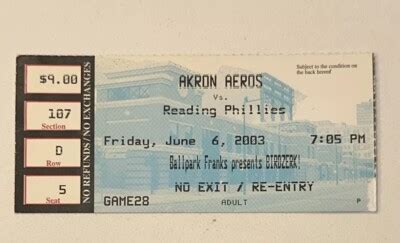 $9.00
107
Section
D
Row
5
Seat
NO REFUNDS/NO EXCHANGES
Subject to the condition on
the back hereof
AKRON AEROS
Vs.
Reading Phillies
Friday, June 6, 2003 7:05 PM
Ballpark Franks presents BIRDZERK!
NO EXIT / RE-ENTRY
GAME28 ADULT P